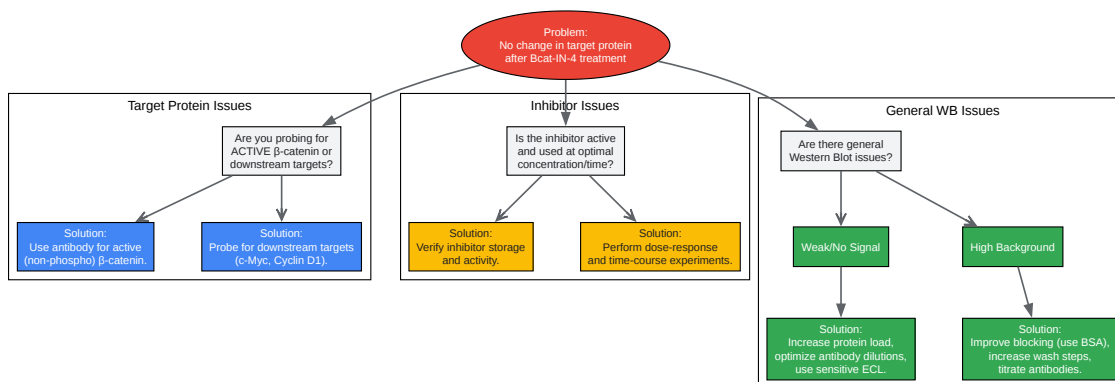 Problem:
No change in target protein
after Bcat-IN-4 treatment
Target Protein Issues
Are you probing for
ACTIVE β-catenin or
downstream targets?
Solution:
Use antibody for active
(non-phospho) β-catenin.
Solution:
Probe for downstream targets
(c-Myc, Cyclin D1).
Inhibitor Issues
Is the inhibitor active
and used at optimal
concentration/time?
Solution:
Verify inhibitor storage
and activity.
Solution:
Perform dose-response
and time-course experiments.
General WB Issues
Are there general
Western Blot issues?
Weak/No Signal
High Background
Solution:
Increase protein load,
optimize antibody dilutions,
use sensitive ECL.
Solution:
Improve blocking (use BSA),
increase wash steps,
titrate antibodies.